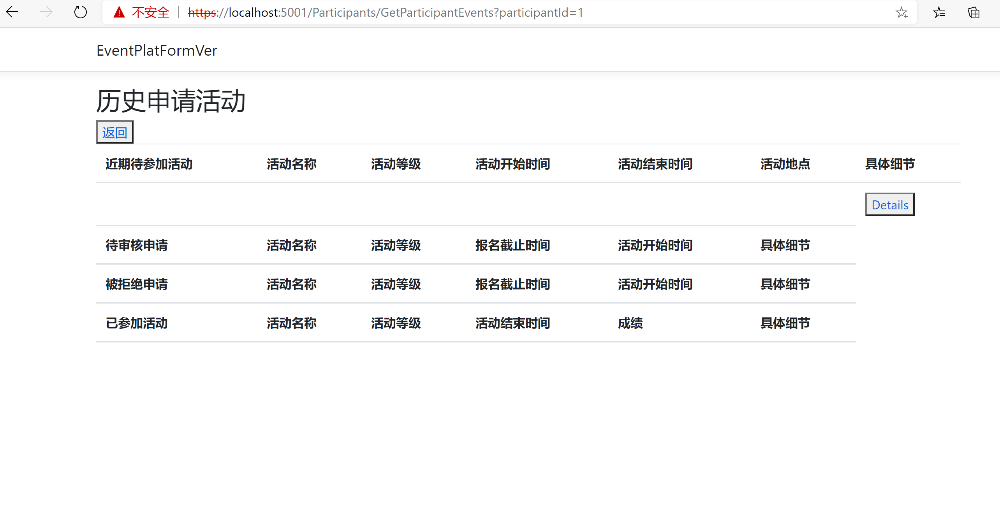 不安全 https://localhost:5001/Participants/GetParticipantEvents?participantId=1
EventPlatFormVer
历史申请活动
返回
近期待参加活动 活动名称 活动等级 活动开始时间 活动结束时间 活动地点 具体细节
Details
待审核申请 活动名称 活动等级 报名截止时间 活动开始时间 具体细节
被拒绝申请 活动名称 活动等级 报名截止时间 活动开始时间 具体细节
已参加活动 活动名称 活动等级 活动结束时间 成绩 具体细节